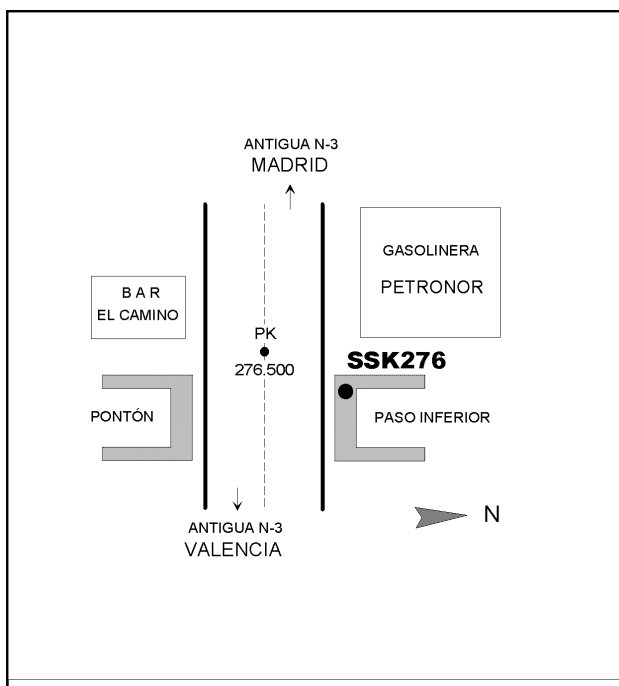 ANTIGUA N-3
MADRID
GASOLINERA
PETRONOR
B A R
EL CAMINO
PK
276.500
SSK276
PONTÓN
PASO INFERIOR
N
ANTIGUA N-3
VALENCIA